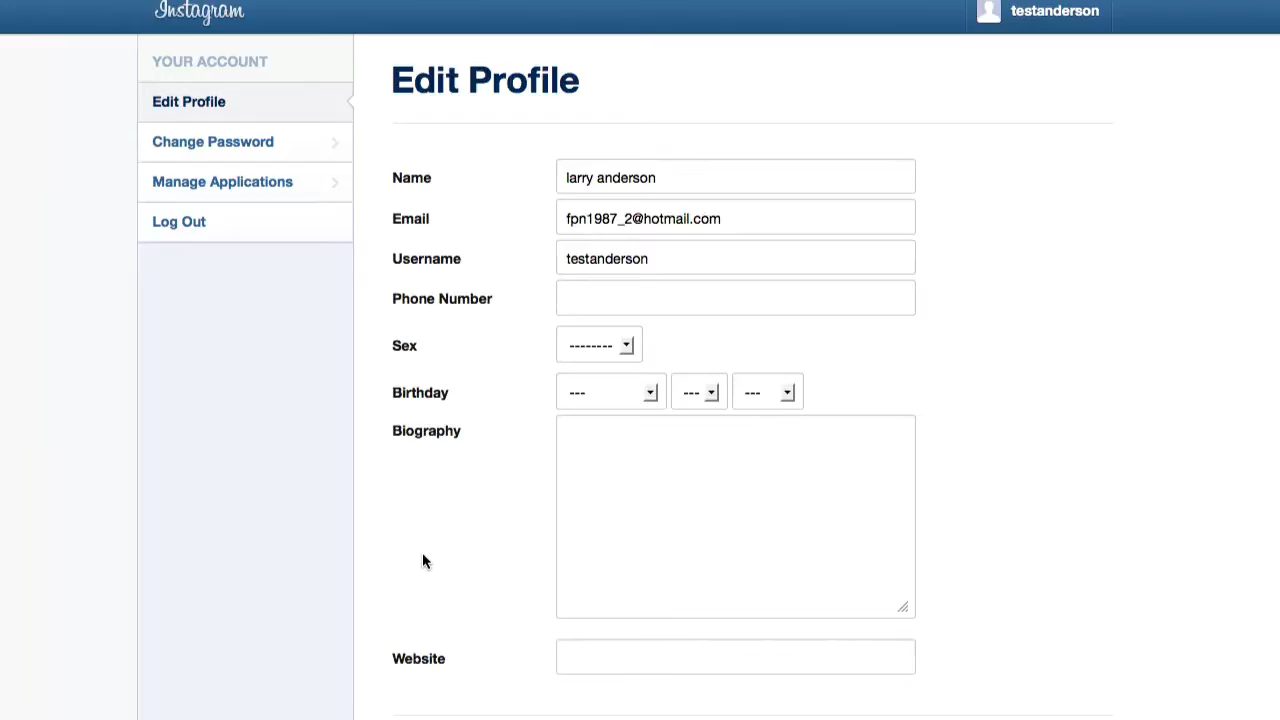 Instagram
testanderson
YOUR ACCOUNT
Edit Profile
Change Password
Manage Applications
Log Out
Edit Profile
Name larry anderson
Email fpn1987_2@hotmail.com
Username testanderson
Phone Number
Sex --------
Birthday --- --- ---
Biography
Website